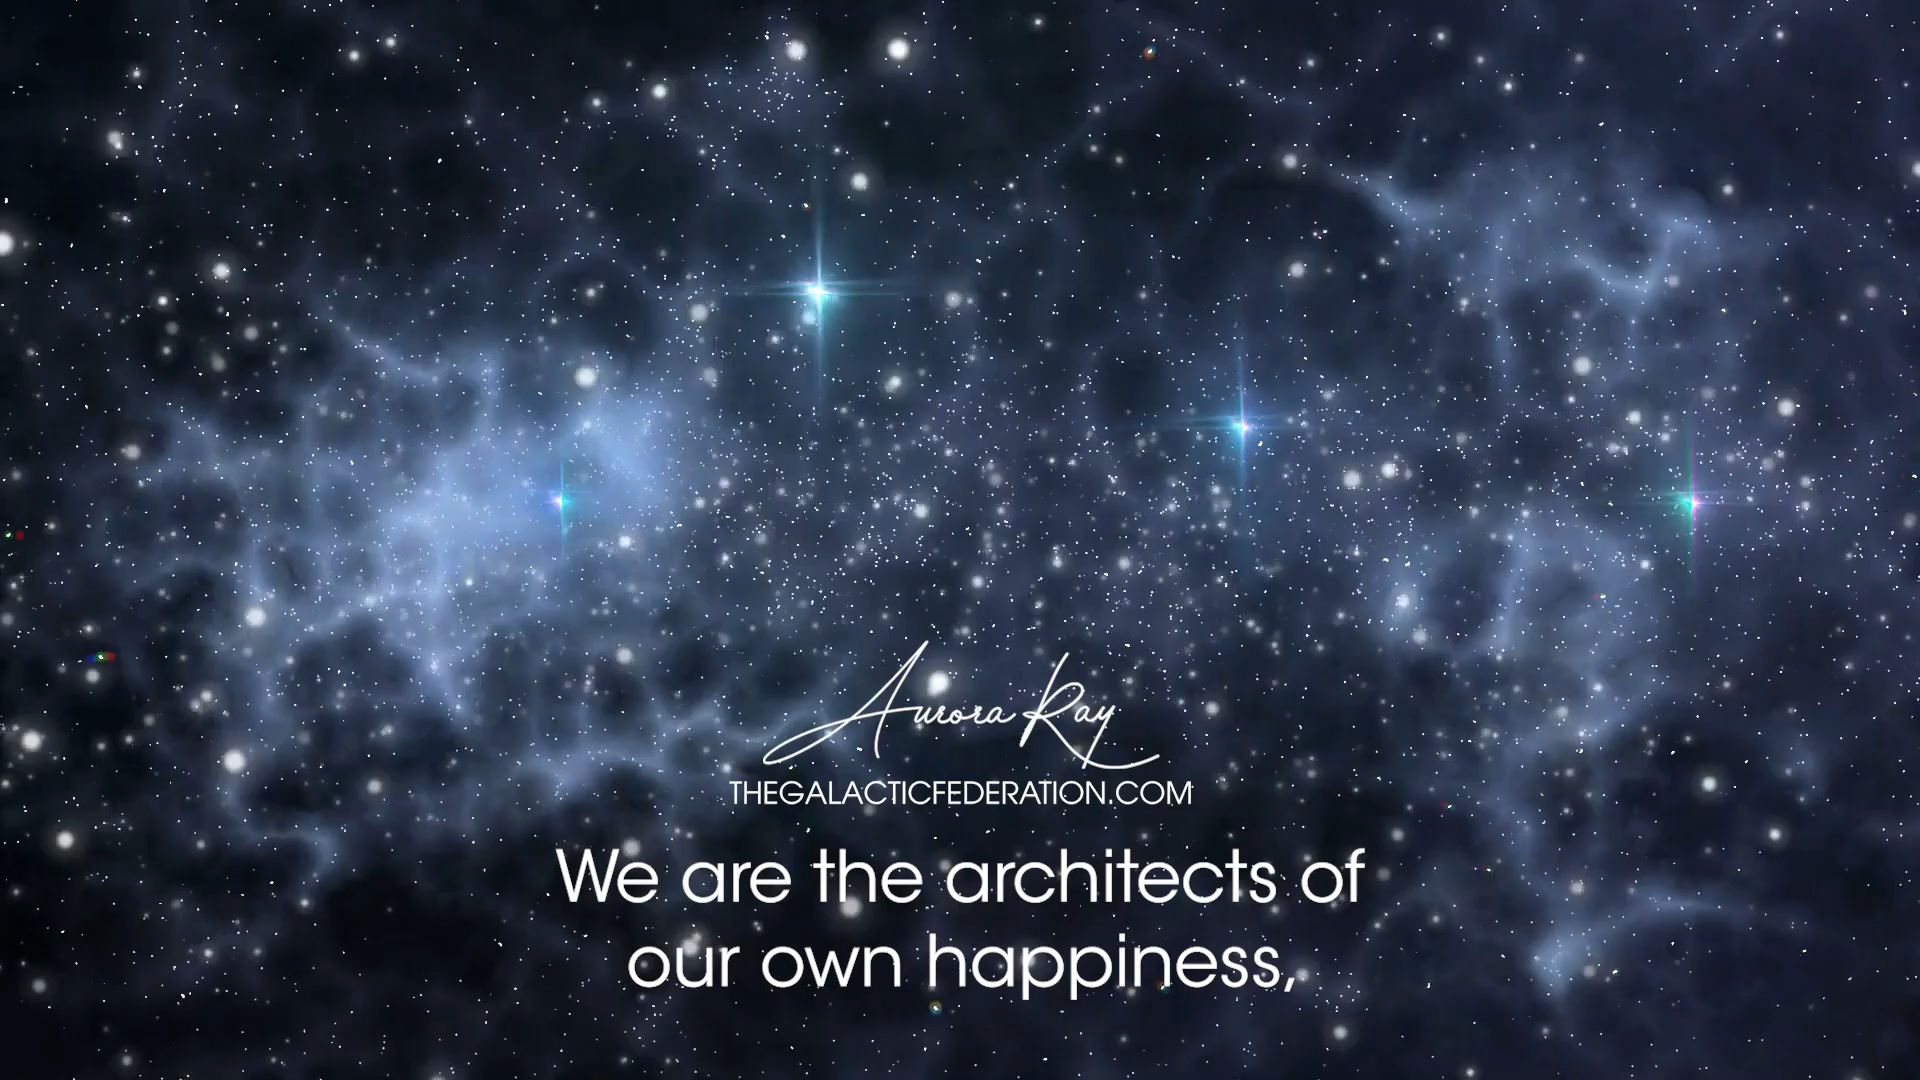 Aurora Ray
THEGALACTICFEDERATION.COM
We are the architects of
our own happiness,